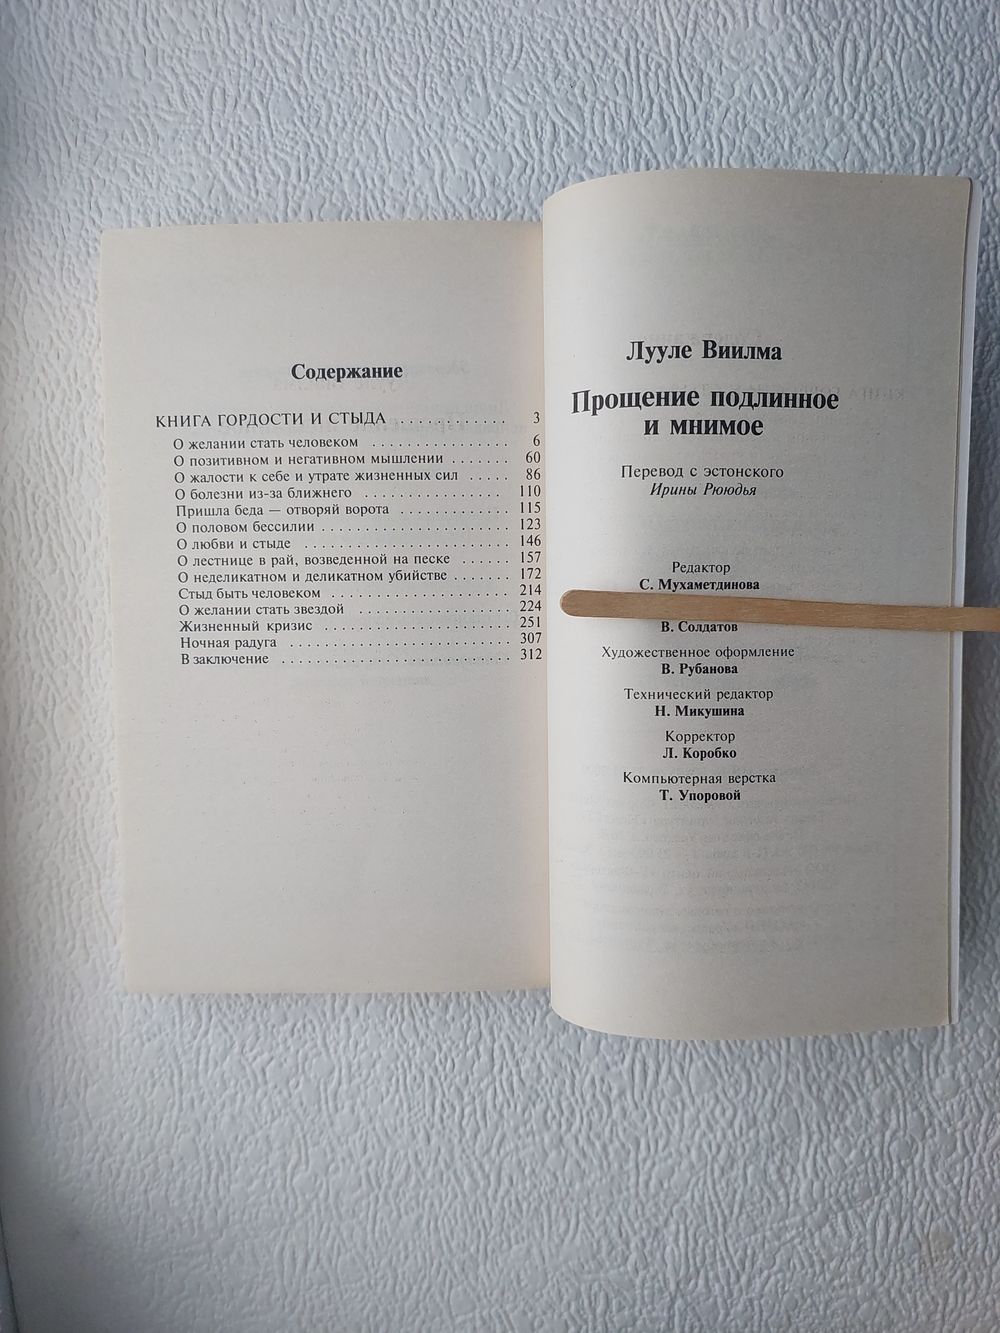 Содержание
КНИГА ГОРДОСТИ И СТЫДА . . . . . . . . . . . 3
О желании стать человеком . . . . . . . . . . . . . . 6
О позитивном и негативном мышлении . . . . . . . 60
О жалости к себе и утрате жизненных сил . . . . . 86
О болезни из-за ближнего . . . . . . . . . . . . . . 110
Пришла беда — отворяй ворота . . . . . . . . . . . 115
О половом бессилии . . . . . . . . . . . . . . . . . . . 123
О любви и стыде . . . . . . . . . . . . . . . . . . . . . 146
О лестнице в рай, возведенной на песке . . . . . . 157
О неделикатном и деликатном убийстве . . . . . . . 172
Стыд быть человеком . . . . . . . . . . . . . . . . . . 214
О желании стать звездой . . . . . . . . . . . . . . . 224
Жизненный кризис . . . . . . . . . . . . . . . . . . . 251
Ночная радуга . . . . . . . . . . . . . . . . . . . . . . 307
В заключение . . . . . . . . . . . . . . . . . . . . . . . 312
Лууле Виилма
Прощение подлинное
и мнимое
Перевод с эстонского
Ирины Рююдья
Редактор
С. Мухаметдинова
В. Солдатов
Художественное оформление
В. Рубанова
Технический редактор
Н. Микушина
Корректор
Л. Коробко
Компьютерная верстка
Т. Упоровой